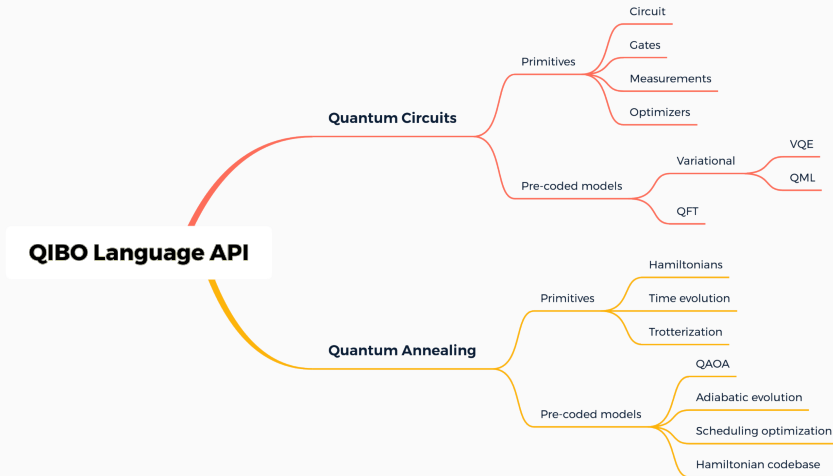 QIBO Language API
Quantum Circuits
Primitives
Circuit
Gates
Measurements
Optimizers
Pre-coded models
Variational
VQE
QML
QFT
Quantum Annealing
Primitives
Hamiltonians
Time evolution
Trotterization
Pre-coded models
QAOA
Adiabatic evolution
Scheduling optimization
Hamiltonian codebase